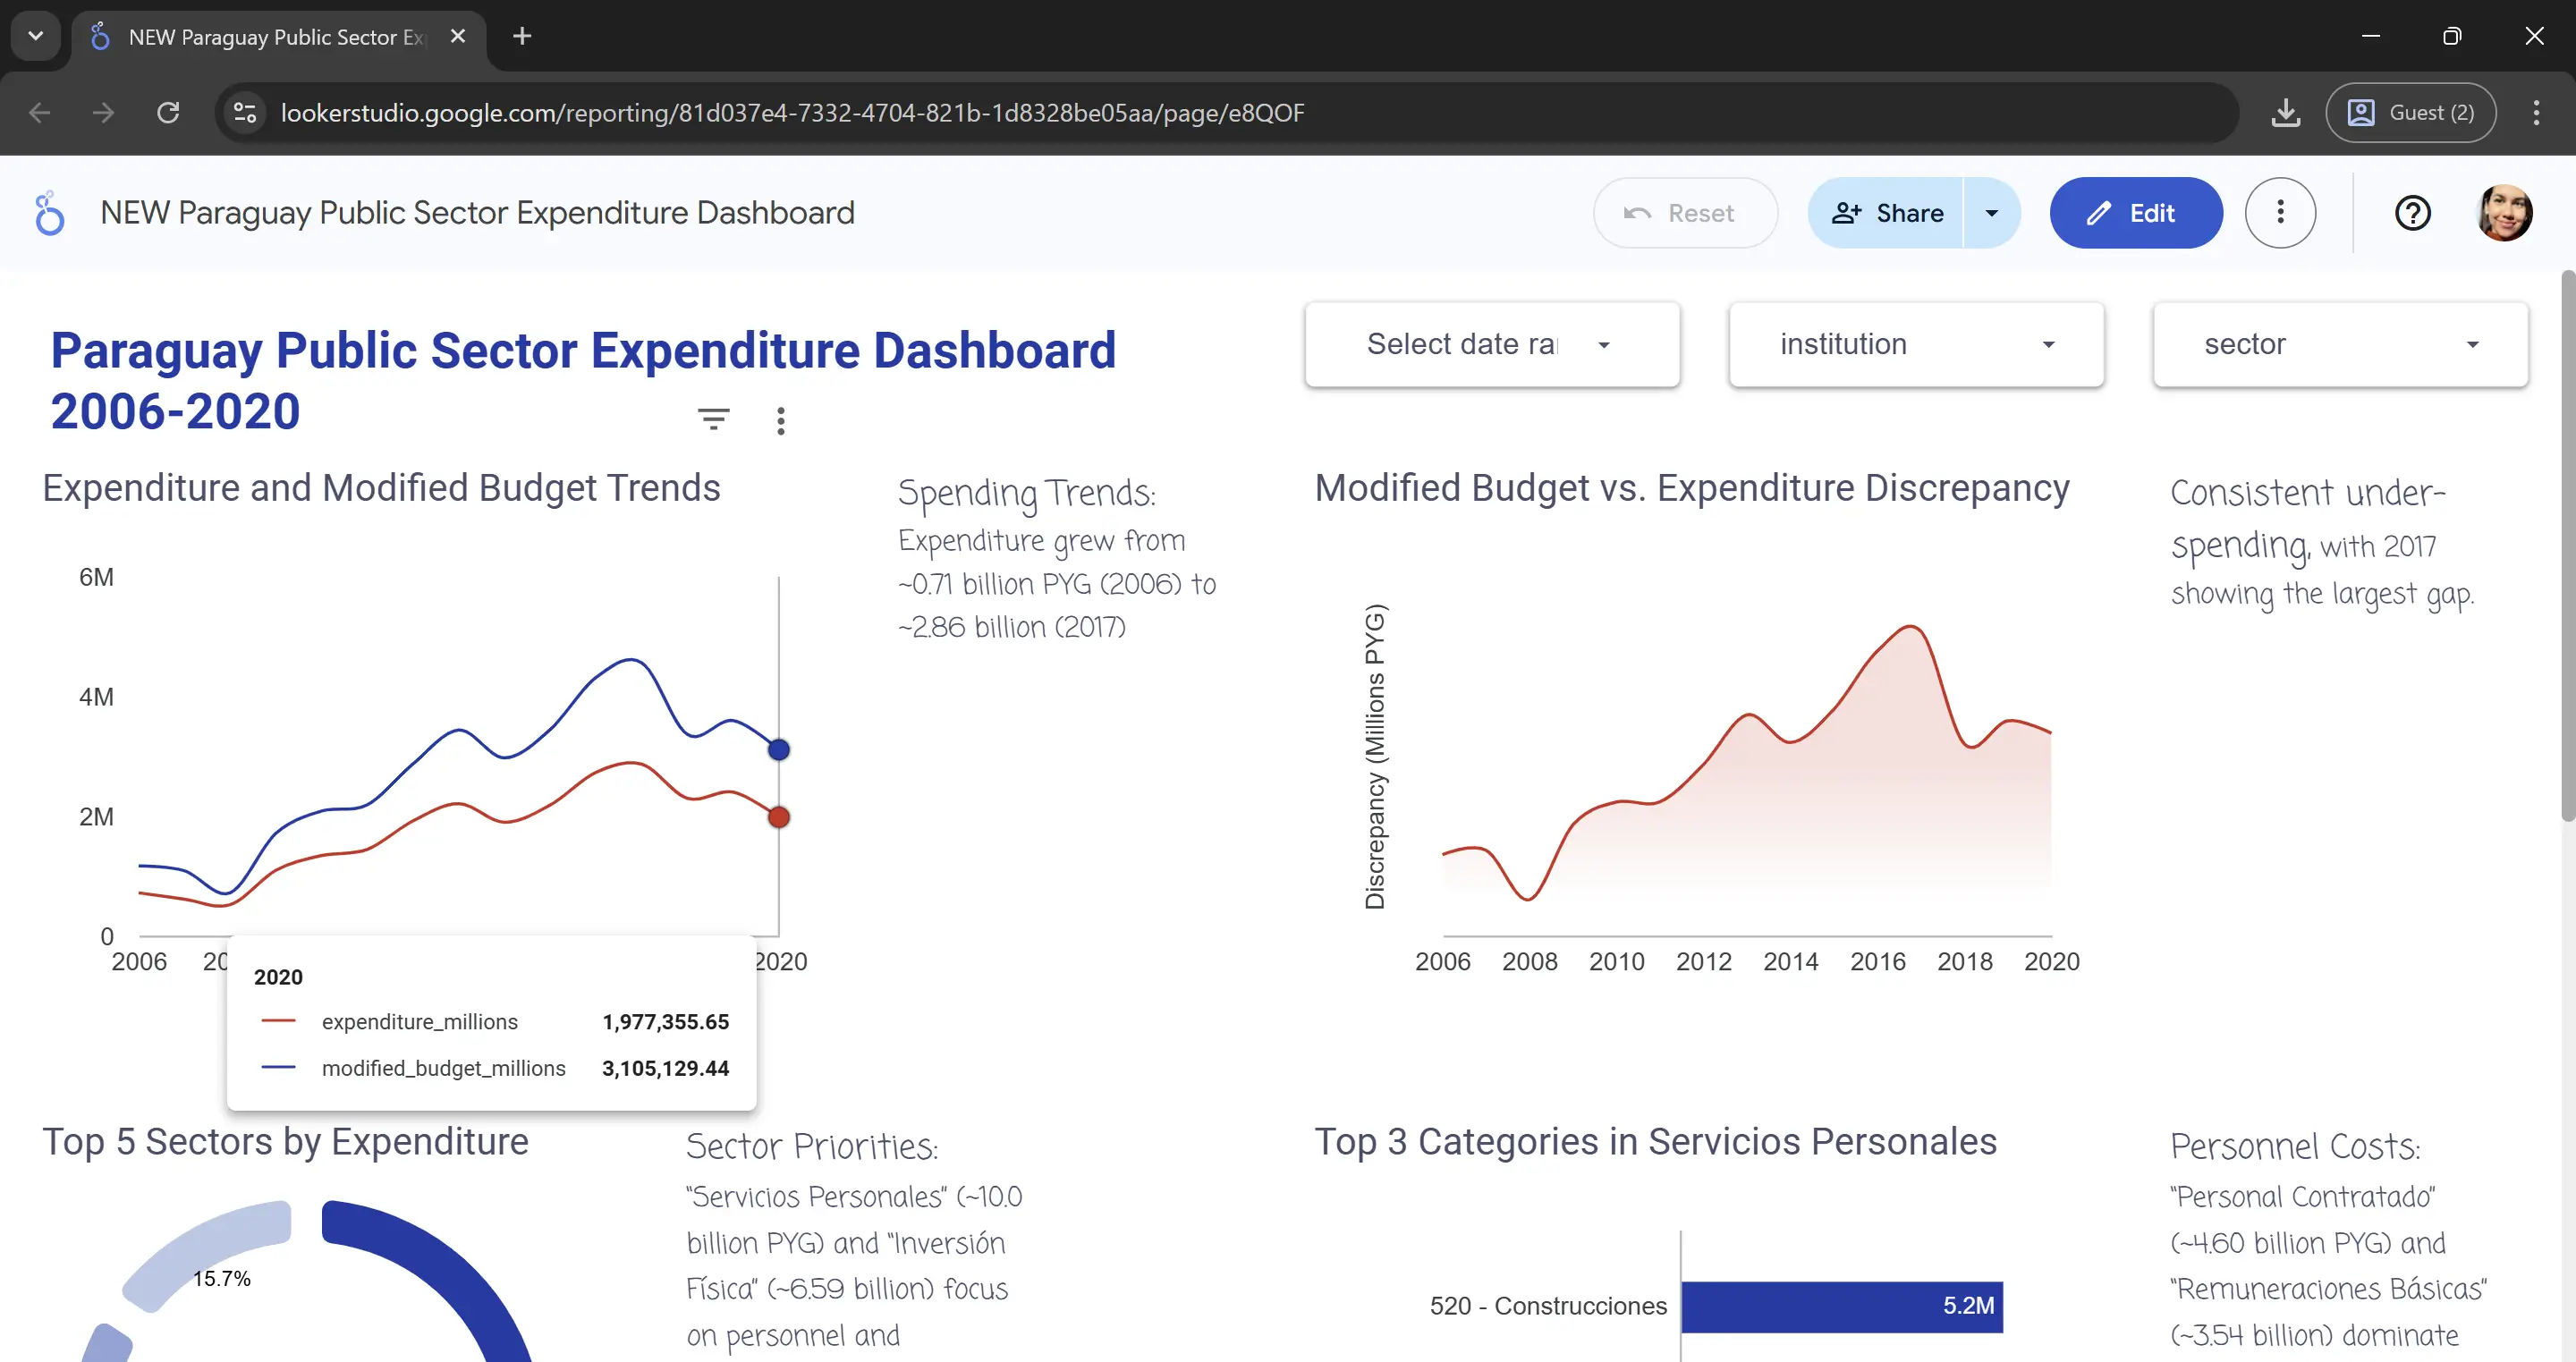 NEW Paraguay Public Sector Ex
lookerstudio.google.com/reporting/81d037e4-7332-4704-821b-1d8328be05aa/page/e8QOF
Guest (2)
NEW Paraguay Public Sector Expenditure Dashboard
Reset
Share
Edit
Paraguay Public Sector Expenditure Dashboard
2006-2020
Select date ra
institution
sector
Expenditure and Modified Budget Trends
6M
4M
2M
0
2006 20 2020
2020
expenditure_millions 1,977,355.65
modified_budget_millions 3,105,129.44
Spending Trends:
Expenditure grew from
~0.71 billion PYG (2006) to
~2.86 billion (2017)
Modified Budget vs. Expenditure Discrepancy
Discrepancy (Millions PYG)
2006 2008 2010 2012 2014 2016 2018 2020
Consistent under-
spending, with 2017
showing the largest gap.
Top 5 Sectors by Expenditure
15.7%
Sector Priorities:
"Servicios Personales" (~10.0
billion PYG) and "Inversión
Física" (~6.59 billion) focus
on personnel and
Top 3 Categories in Servicios Personales
520 - Construcciones
5.2M
Personnel Costs:
"Personal Contratado"
(~4.60 billion PYG) and
"Remuneraciones Básicas"
(~3.54 billion) dominate